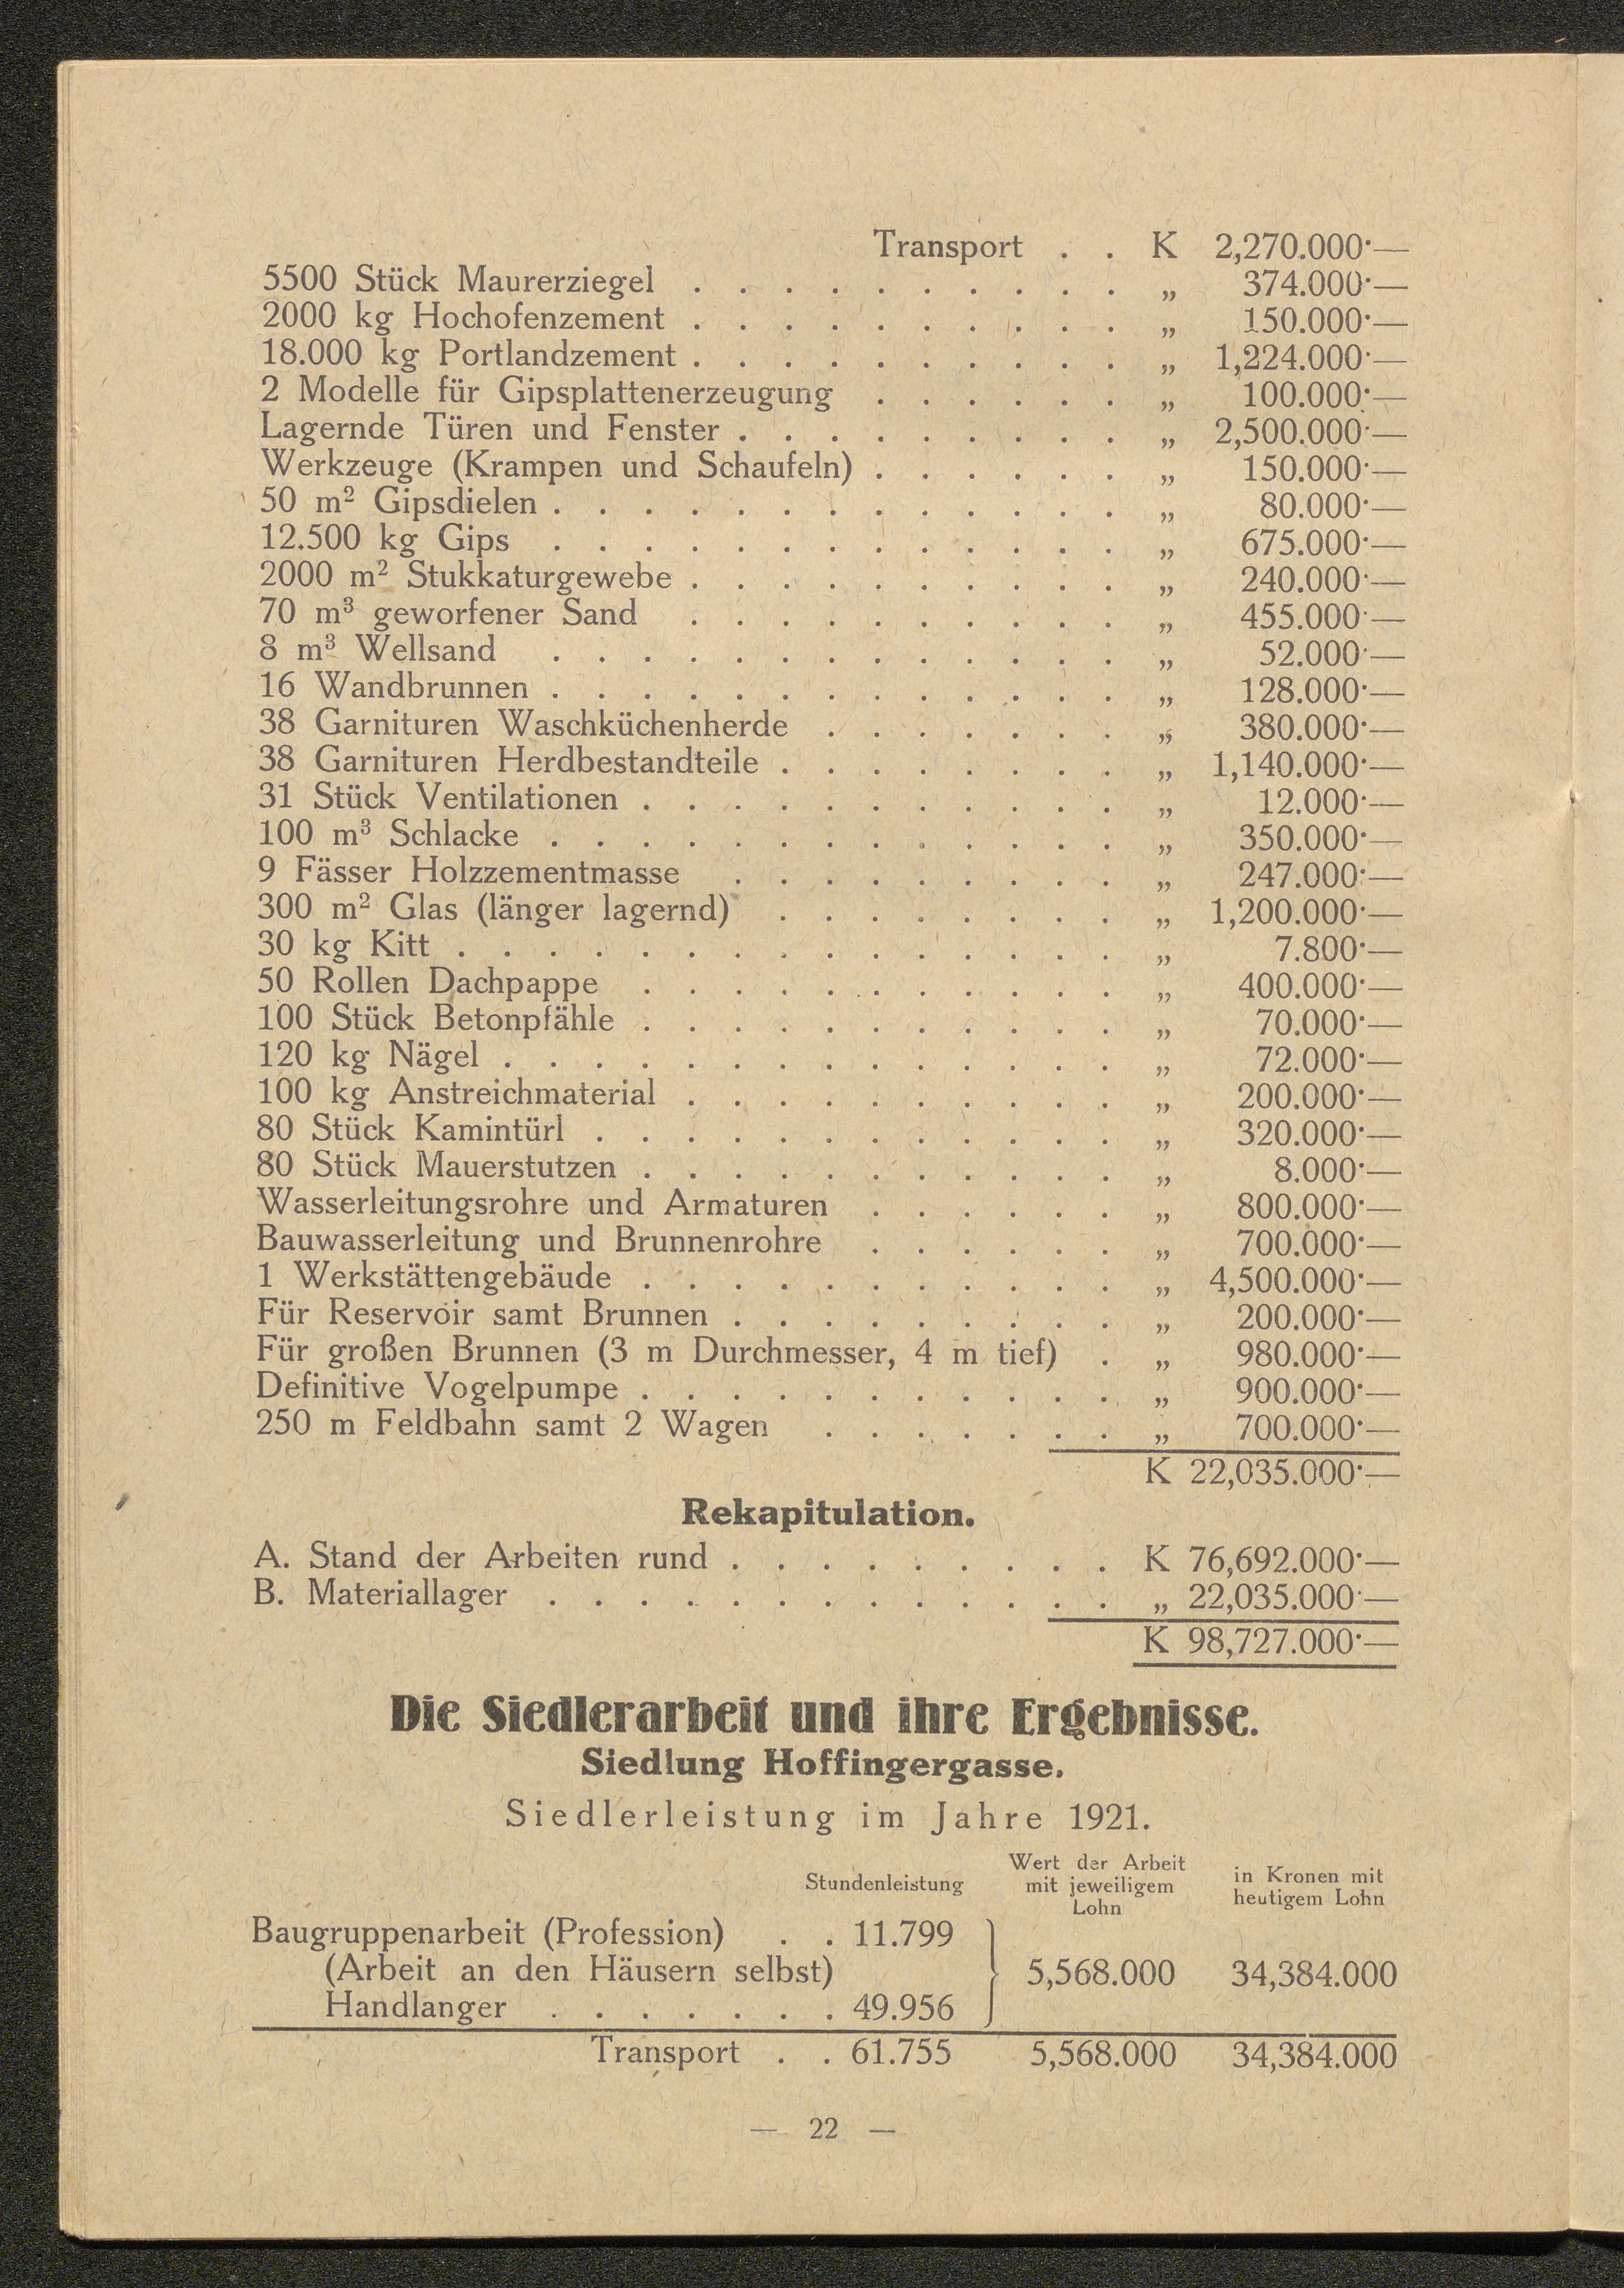 Transport . . K 2,270.000·—
5500 Stück Maurerziegel . . . . . . . . . . „ 374.000·—
2000 kg Hochofenzement . . . . . . . . . . „ 150.000·—
18.000 kg Portlandzement . . . . . . . . . . „ 1,224.000·—
2 Modelle für Gipsplattenerzeugung . . . . . . „ 100.000·—
Lagernde Türen und Fenster . . . . . . . . . „ 2,500.000·—
Werkzeuge (Krampen und Schaufeln) . . . . . . „ 150.000·—
50 m² Gipsdielen . . . . . . . . . . . . . „ 80.000·—
12.500 kg Gips . . . . . . . . . . . . . „ 675.000·—
2000 m² Stukkaturgewebe . . . . . . . . . . „ 240.000·—
70 m³ geworfener Sand . . . . . . . . . . „ 455.000·—
8 m³ Wellsand . . . . . . . . . . . . . „ 52.000·—
16 Wandbrunnen . . . . . . . . . . . . . „ 128.000·—
38 Garnituren Waschküchenherde . . . . . . . „ 380.000·—
38 Garnituren Herdbestandteile . . . . . . . . „ 1,140.000·—
31 Stück Ventilationen . . . . . . . . . . . „ 12.000·—
100 m³ Schlacke . . . . . . . . . . . . . „ 350.000·—
9 Fässer Holzzementmasse . . . . . . . . . „ 247.000·—
300 m² Glas (länger lagernd) . . . . . . . . „ 1,200.000·—
30 kg Kitt . . . . . . . . . . . . . . . „ 7.800·—
50 Rollen Dachpappe . . . . . . . . . . . „ 400.000·—
100 Stück Betonpfähle . . . . . . . . . . . „ 70.000·—
120 kg Nägel . . . . . . . . . . . . . . „ 72.000·—
100 kg Anstreichmaterial . . . . . . . . . . „ 200.000·—
80 Stück Kamintürl . . . . . . . . . . . . „ 320.000·—
80 Stück Mauerstutzen . . . . . . . . . . . „ 8.000·—
Wasserleitungsrohre und Armaturen . . . . . . „ 800.000·—
Bauwasserleitung und Brunnenrohre . . . . . . „ 700.000·—
1 Werkstättengebäude . . . . . . . . . . . „ 4,500.000·—
Für Reservoir samt Brunnen . . . . . . . . . „ 200.000·—
Für großen Brunnen (3 m Durchmesser, 4 m tief) . „ 980.000·—
Definitive Vogelpumpe . . . . . . . . . . . „ 900.000·—
250 m Feldbahn samt 2 Wagen . . . . . . . „ 700.000·—
K 22,035.000·—
Rekapitulation.
A. Stand der Arbeiten rund . . . . . . . . . K 76,692.000·—
B. Materiallager . . . . . . . . . . . . . „ 22,035.000·—
K 98,727.000·—
Die Siedlerarbeit und ihre Ergebnisse.
Siedlung Hoffingergasse.
Siedlerleistung im Jahre 1921.
Stundenleistung Wert der Arbeit mit jeweiligem Lohn in Kronen mit heutigem Lohn
Baugruppenarbeit (Profession) . . 11.799
(Arbeit an den Häusern selbst) 5,568.000 34,384.000
Handlanger . . . . . . . 49.956
Transport . . 61.755 5,568.000 34,384.000
— 22 —